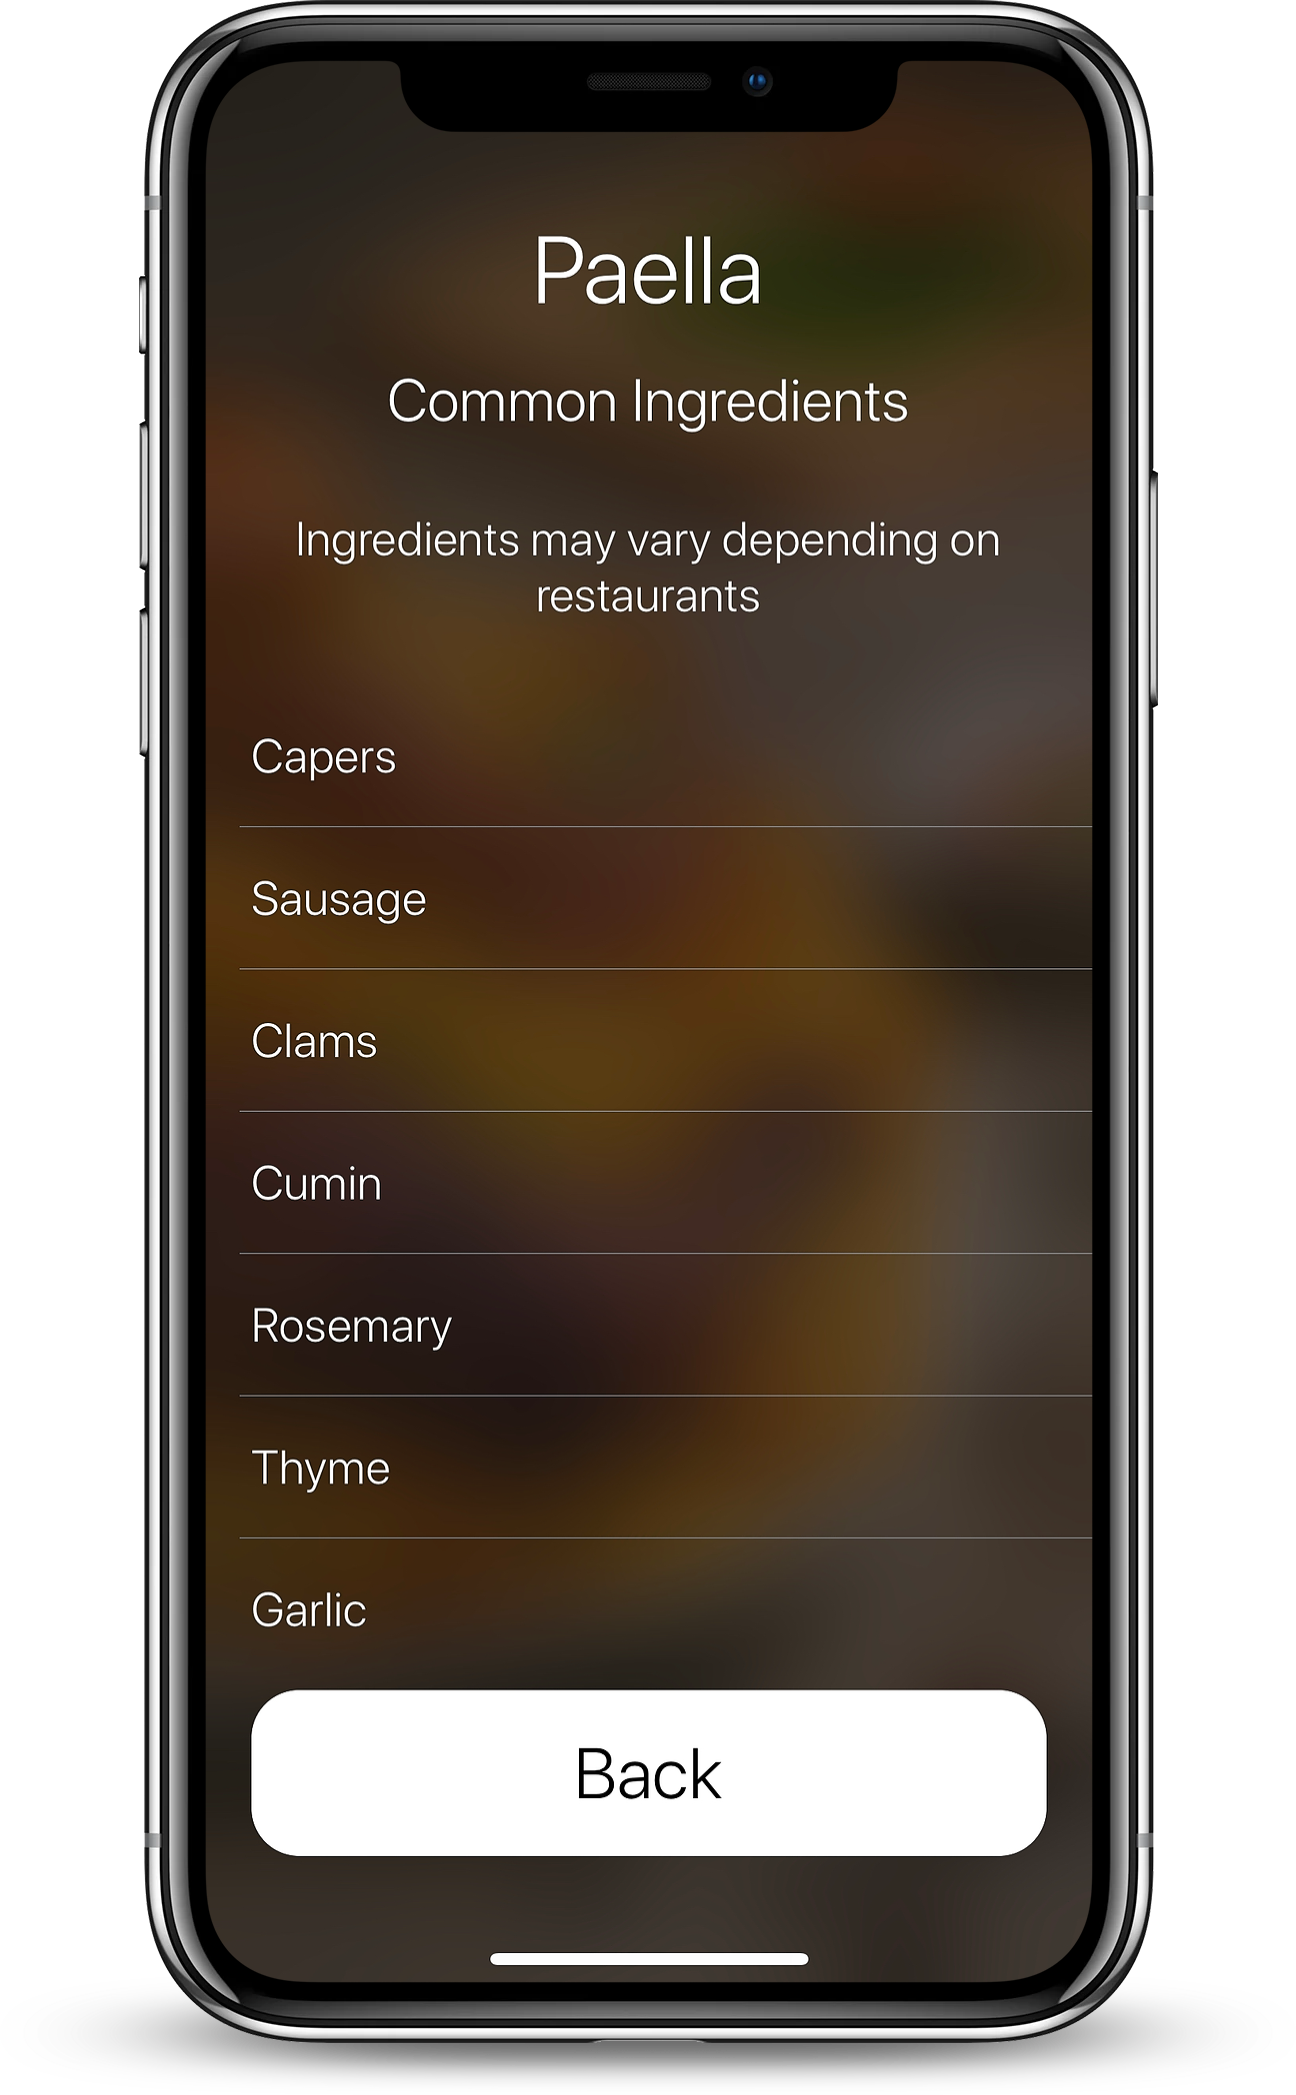 Paella
Common Ingredients
Ingredients may vary depending on
restaurants
Capers
Sausage
Clams
Cumin
Rosemary
Thyme
Garlic
Back